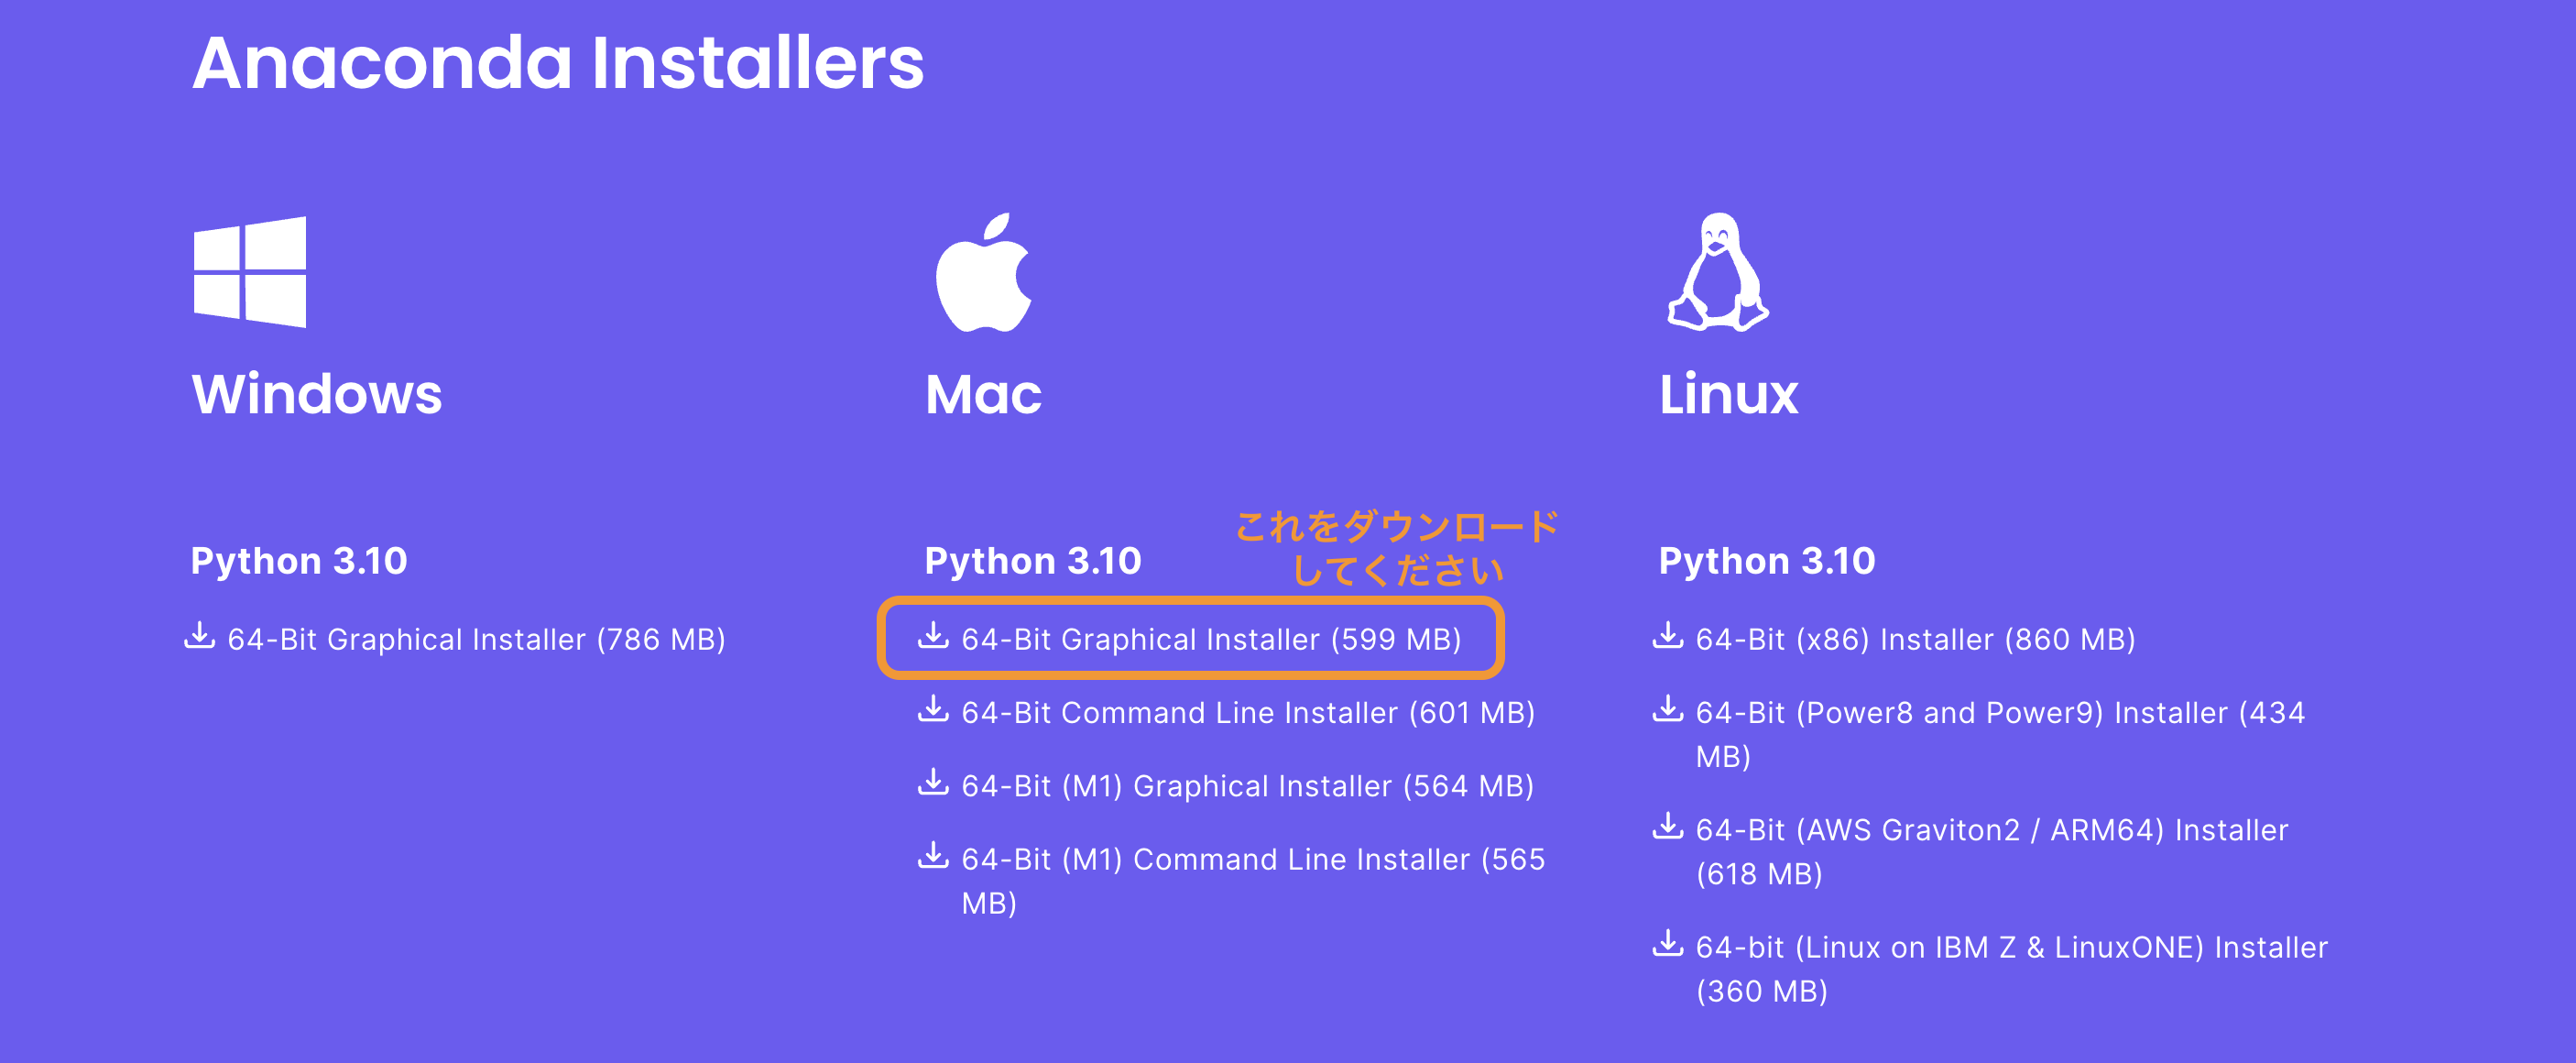 Anaconda Installers
Windows
Python 3.10
64-Bit Graphical Installer (786 MB)
Mac
Python 3.10
これをダウンロード
してください
64-Bit Graphical Installer (599 MB)
64-Bit Command Line Installer (601 MB)
64-Bit (M1) Graphical Installer (564 MB)
64-Bit (M1) Command Line Installer (565
MB)
Linux
Python 3.10
64-Bit (x86) Installer (860 MB)
64-Bit (Power8 and Power9) Installer (434
MB)
64-Bit (AWS Graviton2 / ARM64) Installer
(618 MB)
64-bit (Linux on IBM Z & LinuxONE) Installer
(360 MB)